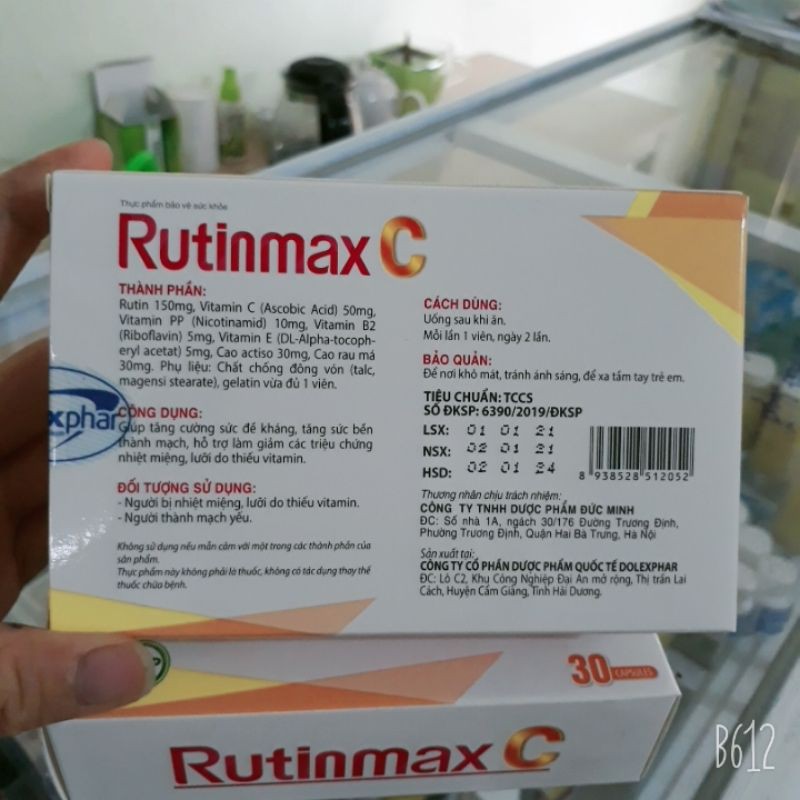 Thực phẩm bảo vệ sức khỏe
Rutinmax C
THÀNH PHẦN:
Rutin 150mg, Vitamin C (Ascobic Acid) 50mg,
Vitamin PP (Nicotinamid) 10mg, Vitamin B2
(Riboflavin) 5mg, Vitamin E (DL-Alpha-tocoph-
eryl acetat) 5mg, Cao actiso 30mg, Cao rau má
30mg. Phụ liệu: Chất chống đông vón (talc,
magensi stearate), gelatin vừa đủ 1 viên.
xphar
CÔNG DỤNG:
Giúp tăng cường sức đề kháng, tăng sức bền
thành mạch, hỗ trợ làm giảm các triệu chứng
nhiệt miệng, lưỡi do thiếu vitamin.
ĐỐI TƯỢNG SỬ DỤNG:
- Người bị nhiệt miệng, lưỡi do thiếu vitamin.
- Người thành mạch yếu.
Không sử dụng nếu mẫn cảm với một trong các thành phần của
sản phẩm.
Thực phẩm này không phải là thuốc, không có tác dụng thay thế
thuốc chữa bệnh.
CÁCH DÙNG:
Uống sau khi ăn.
Mỗi lần 1 viên, ngày 2 lần.
BẢO QUẢN:
Để nơi khô mát, tránh ánh sáng, để xa tầm tay trẻ em.
TIÊU CHUẨN: TCCS
SỐ ĐKSP: 6390/2019/ĐKSP
LSX: 01 01 21
NSX: 02 01 21
HSD: 02 01 24
8 938528 512052
Thương nhân chịu trách nhiệm:
CÔNG TY TNHH DƯỢC PHẨM ĐỨC MINH
ĐC: Số nhà 1A, ngách 30/176 Đường Trương Định,
Phường Trương Định, Quận Hai Bà Trưng, Hà Nội
Sản xuất tại:
CÔNG TY CỔ PHẦN DƯỢC PHẨM QUỐC TẾ DOLEXPHAR
ĐC: Lô C2, Khu Công Nghiệp Đại An mở rộng, Thị trấn Lai
Cách, Huyện Cẩm Giàng, Tỉnh Hải Dương.
30 CAPSULES
Rutinmax C
B612